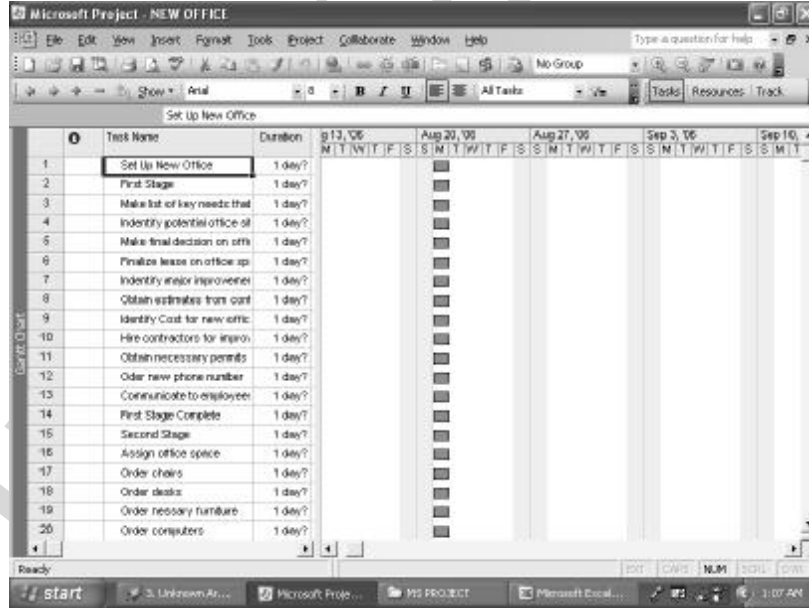 Microsoft Project - NEW OFFICE
File Edit View Insert Format Tools Project Collaborate Window Help Type a question for help
No Group
Show Arial 8 B I U All Tasks Tasks Resources Track
Set Up New Office
Task Name Duration g 13, '06 Aug 20, '06 Aug 27, '06 Sep 3, '06 Sep 10,
M T W T F S S M T W T F S S M T W T F S S M T W T F S S M T
1 Set Up New Office 1 day?
2 First Stage 1 day?
3 Make list of key needs that 1 day?
4 Indentify potential office sit 1 day?
5 Make final decision on offi 1 day?
6 Finalize lease on office sp 1 day?
7 Indentify major improvemen 1 day?
8 Obtain estimates from cont 1 day?
9 Identify Cost for new offic 1 day?
10 Hire contractors for improv 1 day?
11 Obtain necessary permits 1 day?
12 Oder new phone number 1 day?
13 Communicate to employees 1 day?
14 First Stage Complete 1 day?
15 Second Stage 1 day?
16 Assign office space 1 day?
17 Order chairs 1 day?
18 Order desks 1 day?
19 Order nessary furniture 1 day?
20 Order computers 1 day?
Gantt Chart
Ready EXT CAPS NUM SCRL OVR
start 3. Unknown Ar... Microsoft Proje... MS PROJECT Microsoft Excel... 1:07 AM